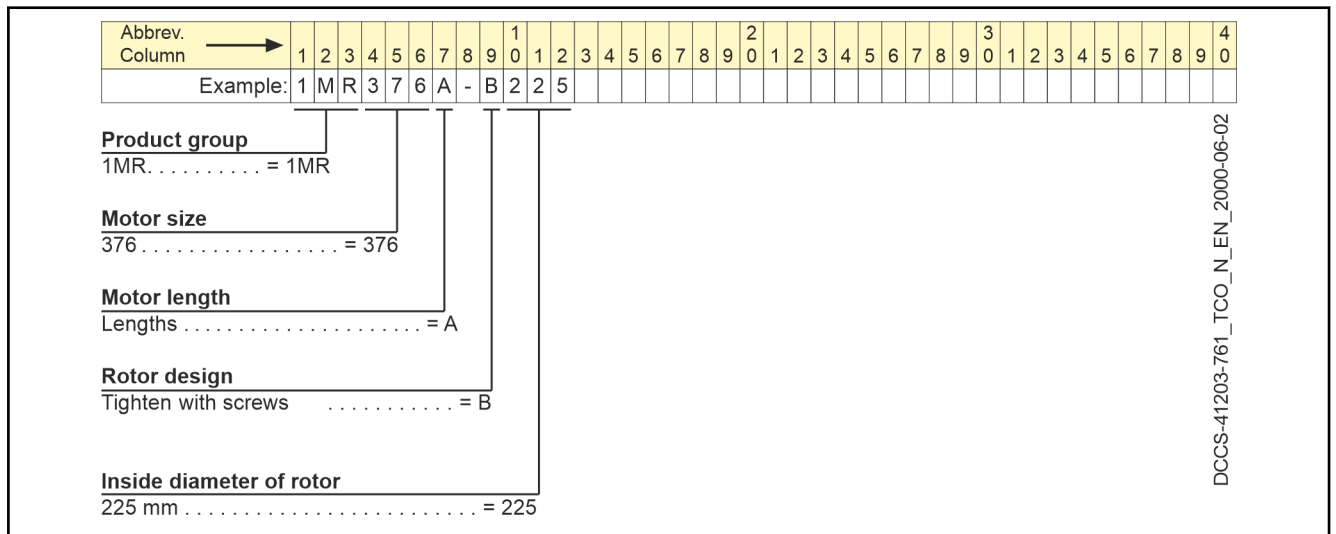 Abbrev.
Column
1 2 3 4 5 6 7 8 9 1 0 1 2 3 4 5 6 7 8 9 2 0 1 2 3 4 5 6 7 8 9 3 0 1 2 3 4 5 6 7 8 9 4 0
Example: 1 M R 3 7 6 A - B 2 2 5
Product group
1MR. . . . . . . . . . = 1MR
Motor size
376 . . . . . . . . . . . . . . . . . = 376
Motor length
Lengths . . . . . . . . . . . . . . . . . . . . = A
Rotor design
Tighten with screws . . . . . . . . . . . = B
Inside diameter of rotor
225 mm . . . . . . . . . . . . . . . . . . . . . . . . . = 225
DCCS-41203-761_TCO_N_EN_2000-06-02